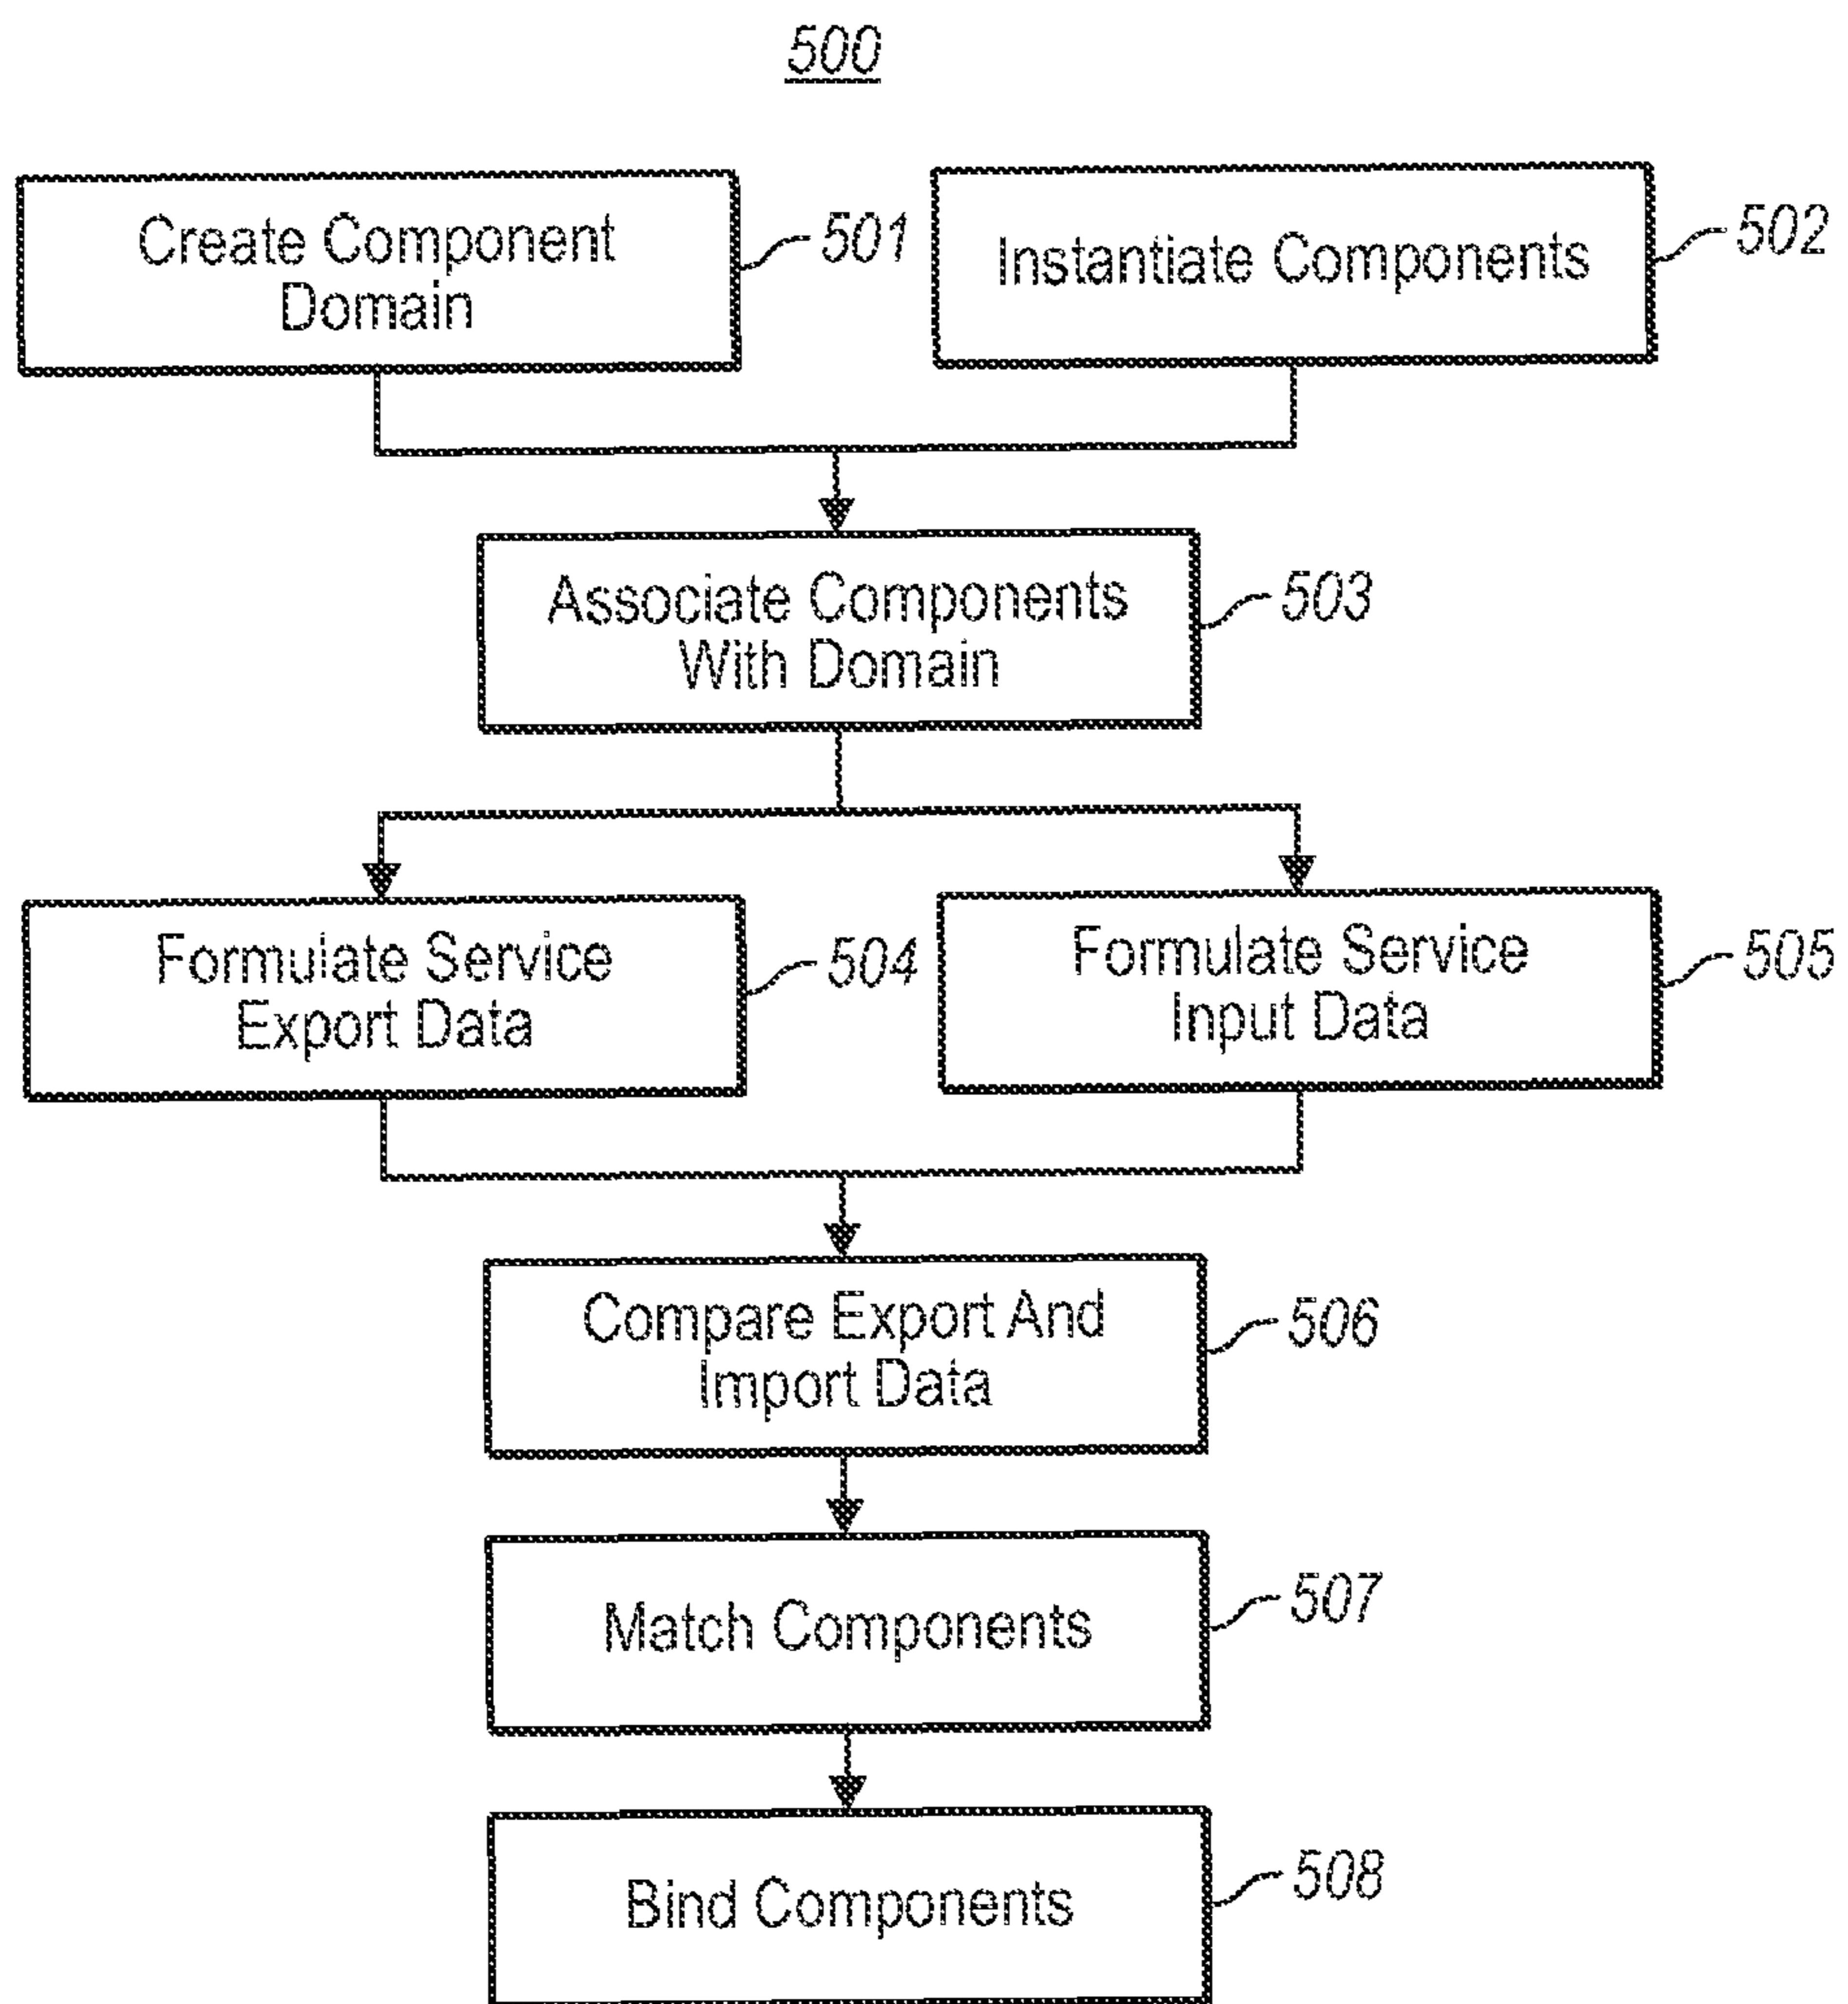 500
Create Component
Domain
501
Instantiate Components
502
Associate Components
With Domain
503
Formulate Service
Export Data
504
Formulate Service
Input Data
505
Compare Export And
Import Data
506
Match Components
507
Bind Components
508